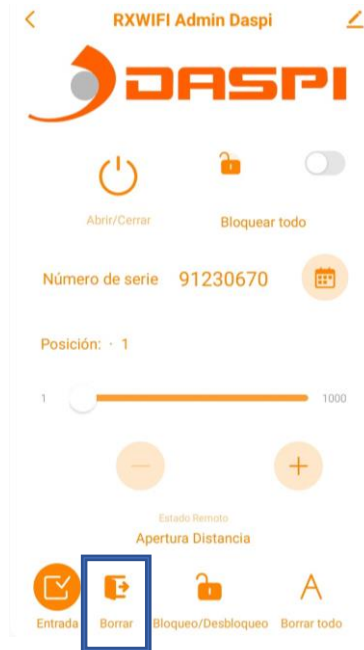 RXWIFI Admin Daspi
DASPI
Abrir/Cerrar
Bloquear todo
Número de serie 91230670
Posición: · 1
1 1000
Estado Remoto
Apertura Distancia
Entrada Borrar Bloqueo/Desbloqueo Borrar todo